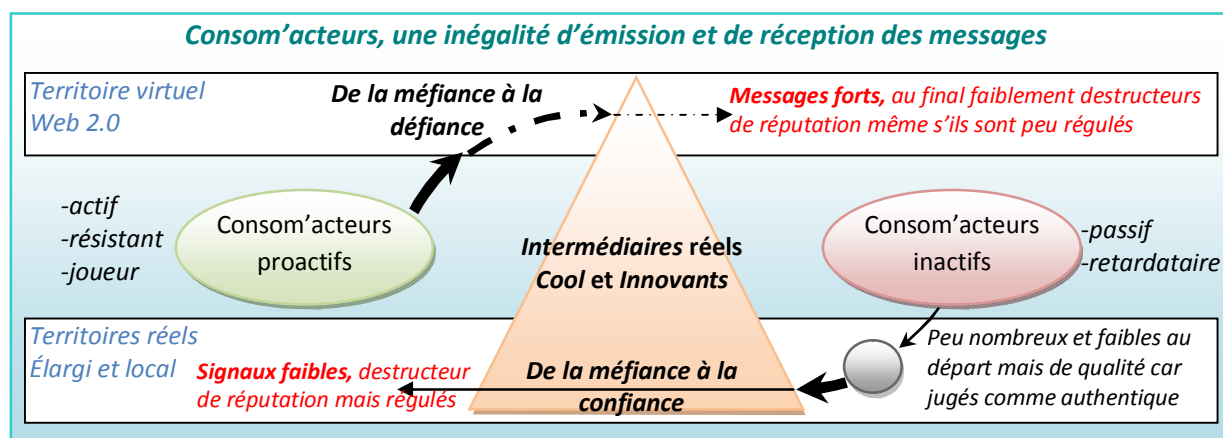 Consom'acteurs, une inégalité d'émission et de réception des messages
Territoire virtuel
Web 2.0
De la méfiance à la
défiance
Messages forts, au final faiblement destructeurs
de réputation même s'ils sont peu régulés
-actif
-résistant
-joueur
Consom'acteurs
proactifs
Intermédiaires réels
Cool et Innovants
Consom'acteurs
inactifs
-passif
-retardataire
Territoires réels
Élargi et local
Signaux faibles, destructeur
de réputation mais régulés
De la méfiance à la
confiance
Peu nombreux et faibles au
départ mais de qualité car
jugés comme authentique